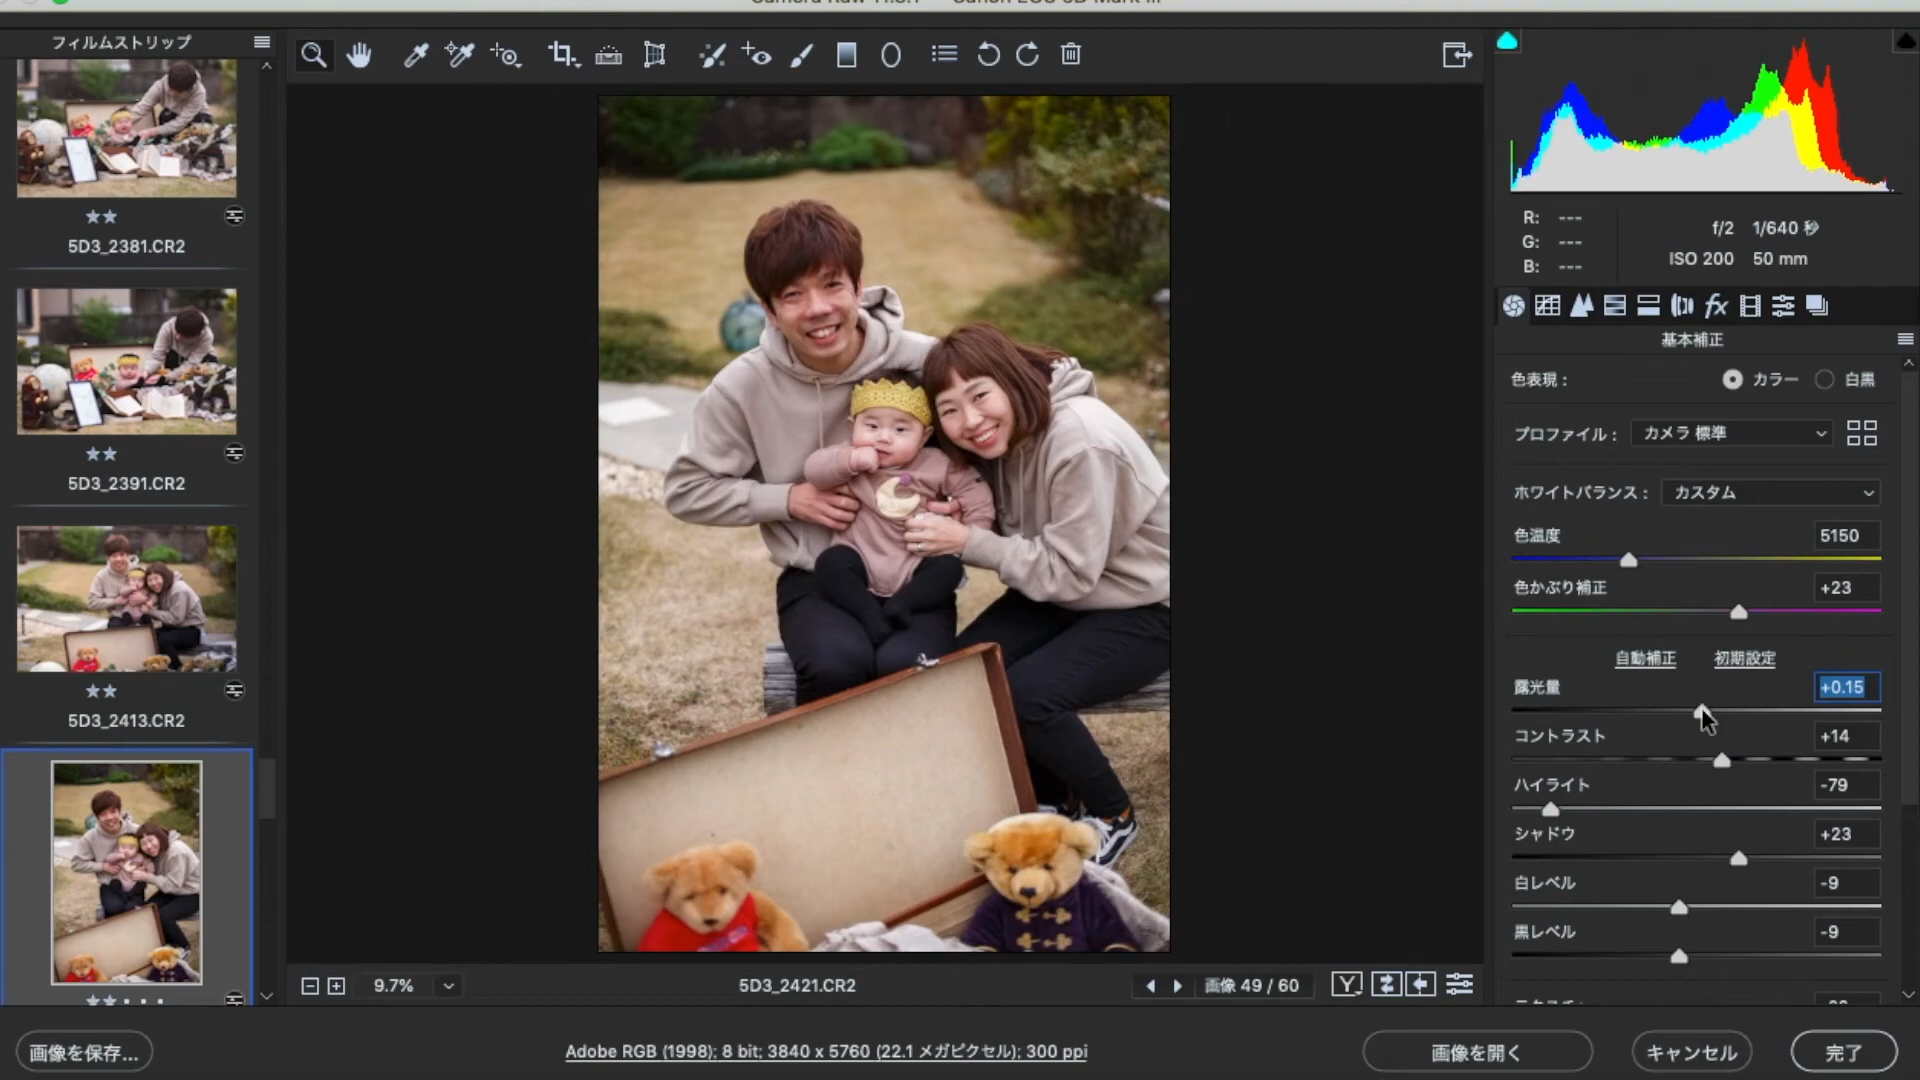 フィルムストリップ
5D3_2381.CR2
5D3_2391.CR2
5D3_2413.CR2
9.7%
5D3_2421.CR2
画像 49 / 60
画像を保存...
Adobe RGB (1998); 8 bit; 3840 x 5760 (22.1 メガピクセル); 300 ppi
画像を開く
キャンセル
完了
R: ---
G: ---
B: ---
f/2 1/640 秒
ISO 200 50 mm
fx
基本補正
色表現：
カラー
白黒
プロファイル：
カメラ 標準
ホワイトバランス：
カスタム
色温度
5150
色かぶり補正
+23
自動補正
初期設定
露光量
+0.15
コントラスト
+14
ハイライト
-79
シャドウ
+23
白レベル
-9
黒レベル
-9